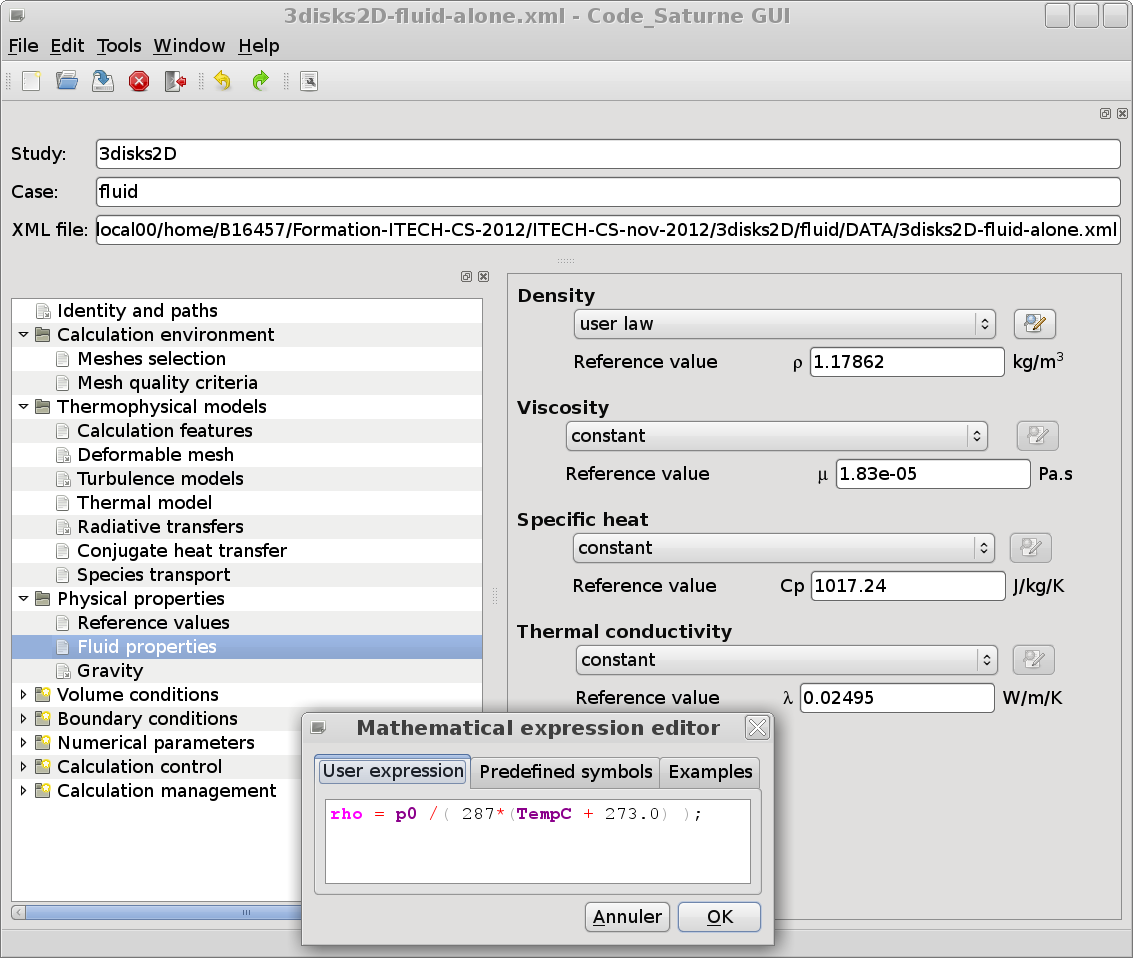 3disks2D-fluid-alone.xml - Code_Saturne GUI
File Edit Tools Window Help
Study: 3disks2D
Case: fluid
XML file: local00/home/B16457/Formation-ITECH-CS-2012/ITECH-CS-nov-2012/3disks2D/fluid/DATA/3disks2D-fluid-alone.xml
Identity and paths
Calculation environment
Meshes selection
Mesh quality criteria
Thermophysical models
Calculation features
Deformable mesh
Turbulence models
Thermal model
Radiative transfers
Conjugate heat transfer
Species transport
Physical properties
Reference values
Fluid properties
Gravity
Volume conditions
Boundary conditions
Numerical parameters
Calculation control
Calculation management
Density
user law
Reference value ρ 1.17862 kg/m³
Viscosity
constant
Reference value μ 1.83e-05 Pa.s
Specific heat
constant
Reference value Cp 1017.24 J/kg/K
Thermal conductivity
constant
Reference value λ 0.02495 W/m/K
Mathematical expression editor
User expression Predefined symbols Examples
rho = p0 /( 287*(TempC + 273.0) );
Annuler OK